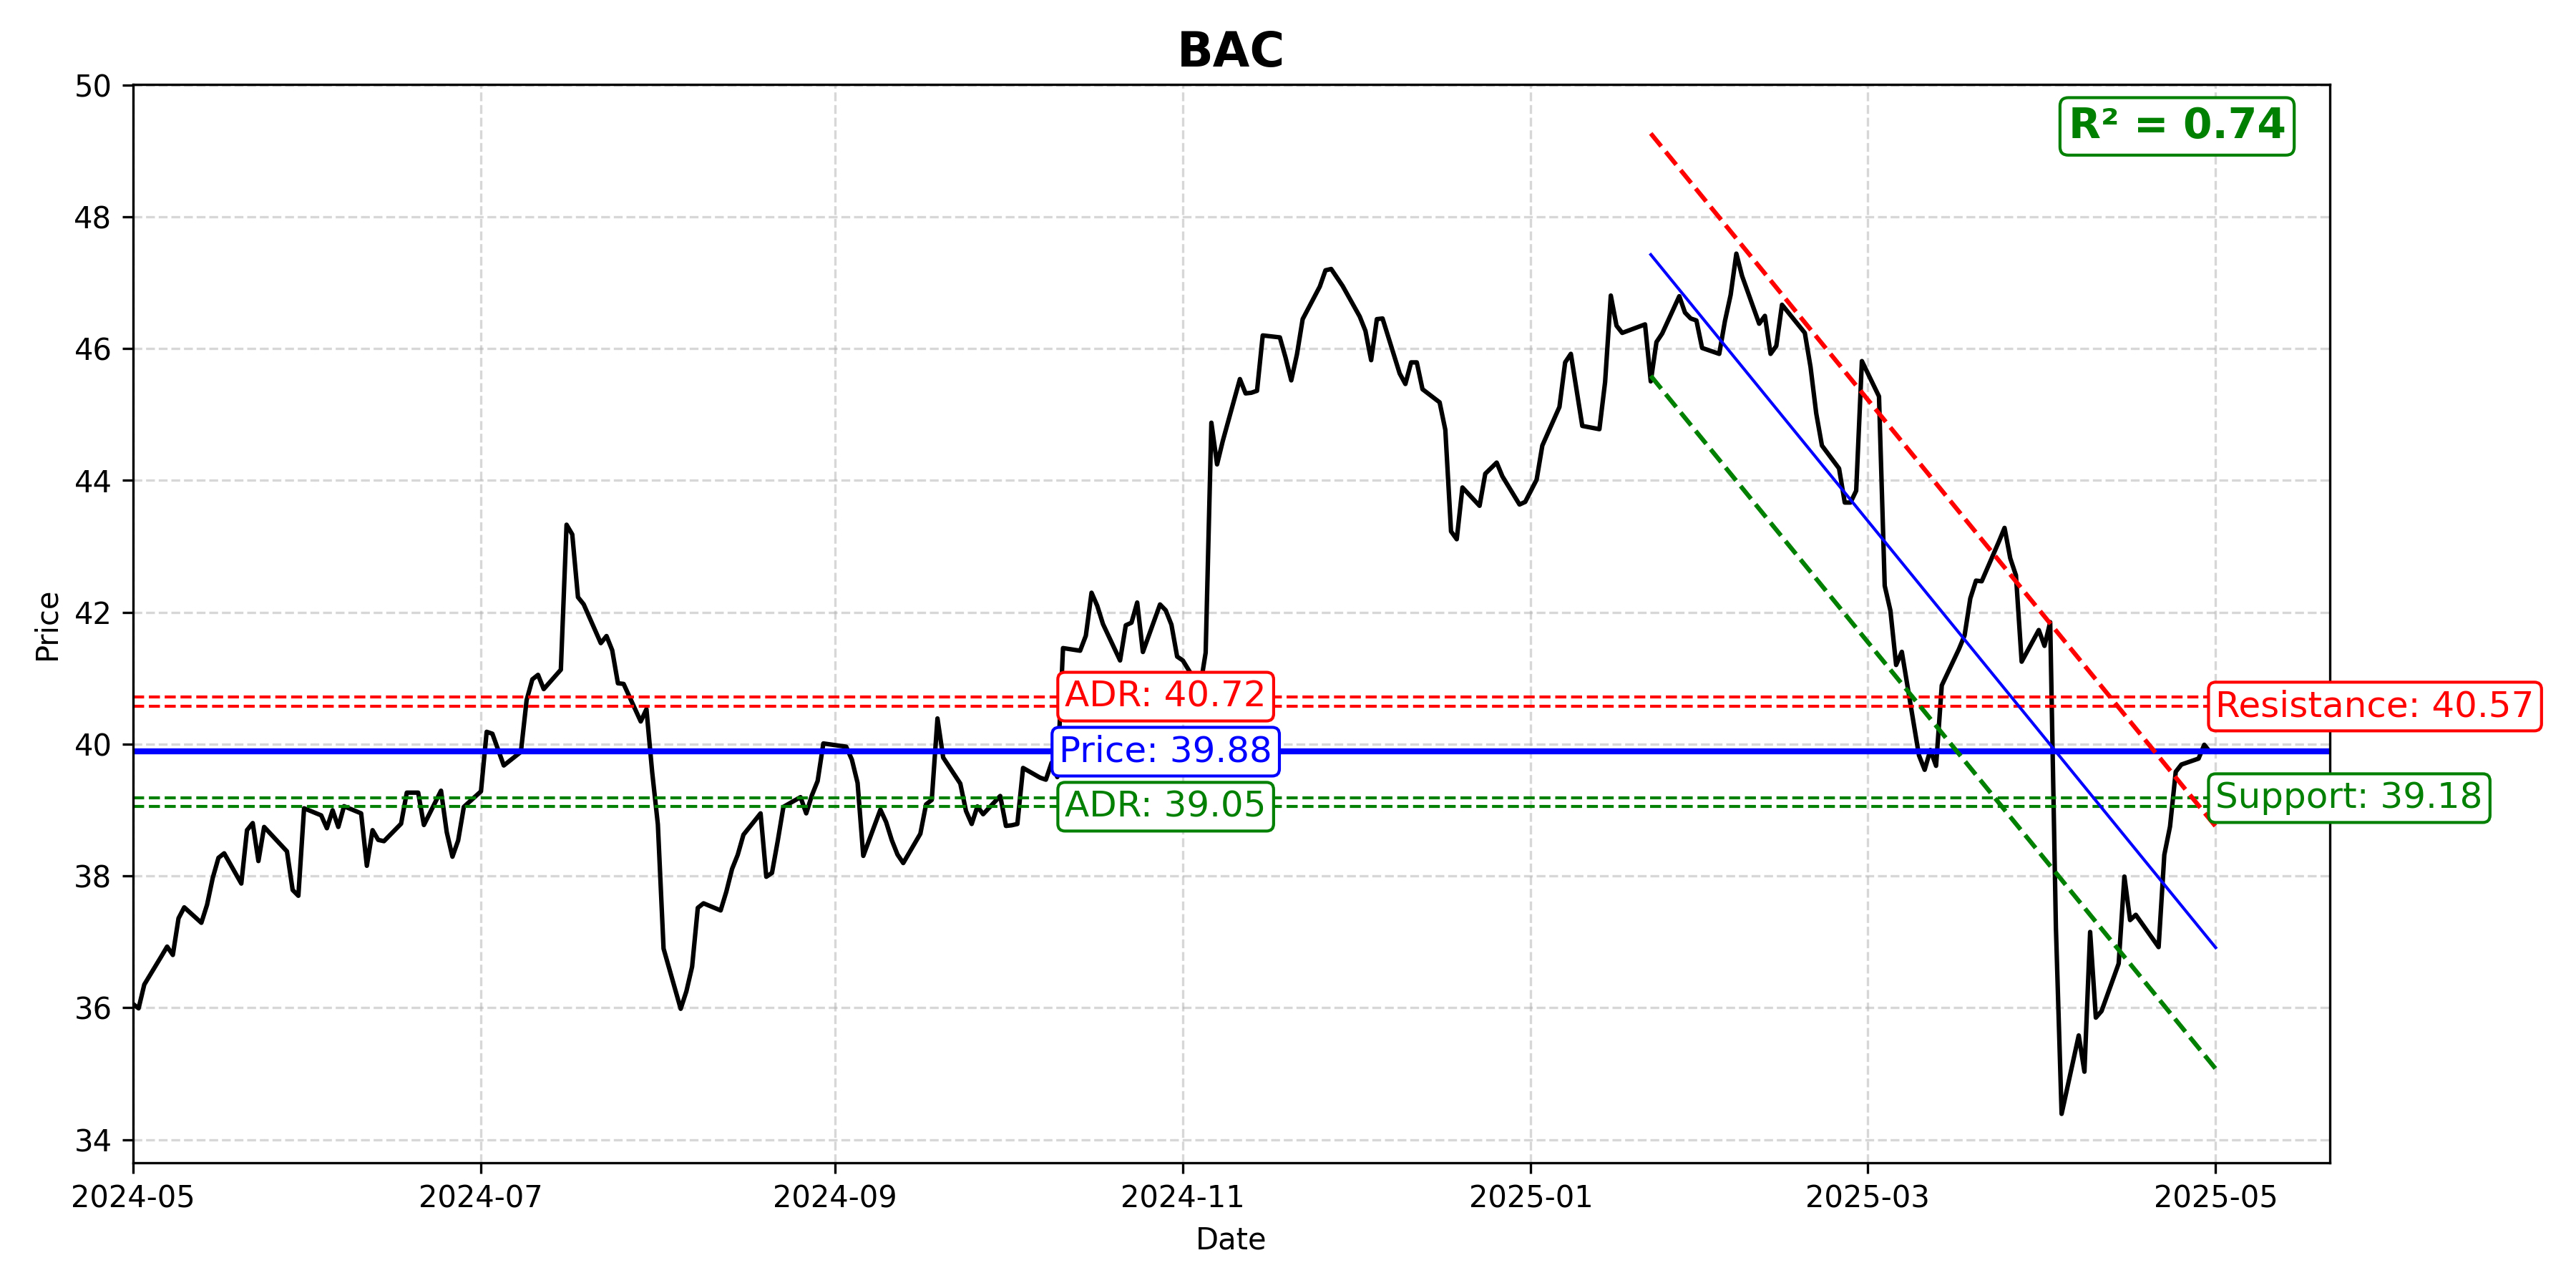 BAC
R² = 0.74
50
48
46
44
42
40
38
36
34
Price
ADR: 40.72
Resistance: 40.57
Price: 39.88
ADR: 39.05
Support: 39.18
2024-05
2024-07
2024-09
2024-11
2025-01
2025-03
2025-05
Date